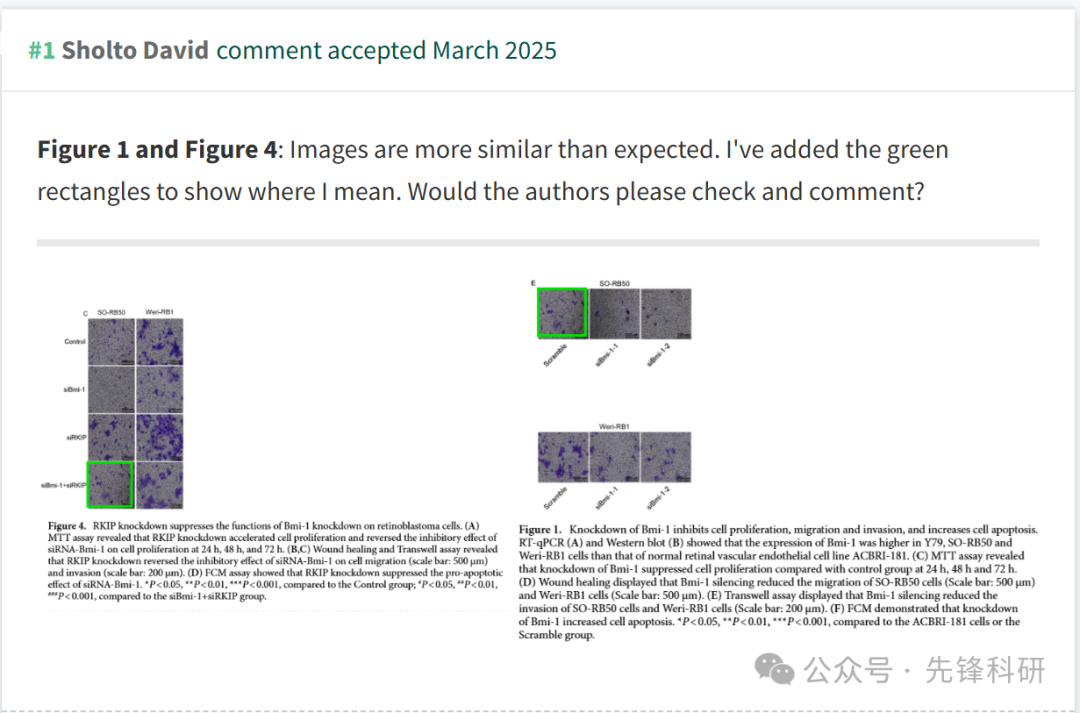 #1 Sholto David comment accepted March 2025
Figure 1 and Figure 4: Images are more similar than expected. I've added the green
rectangles to show where I mean. Would the authors please check and comment?
C SO-RB50 Weri-RB1
Control
siBmi-1
siRKIP
siBmi-1+siRKIP
Figure 4. RKIP knockdown suppresses the functions of Bmi-1 knockdown on retinoblastoma cells. (A)
MTT assay revealed that RKIP knockdown accelerated cell proliferation and reversed the inhibitory effect of
siRNA-Bmi-1 on cell proliferation at 24 h, 48 h, and 72 h. (B,C) Wound healing and Transwell assay revealed
that RKIP knockdown reversed the inhibitory effect of siRNA-Bmi-1 on cell migration (scale bar: 500 μm)
and invasion (scale bar: 200 μm). (D) FCM assay showed that RKIP knockdown suppressed the pro-apoptotic
effect of siRNA-Bmi-1. *P<0.05, **P<0.01, ***P<0.001, compared to the Control group; #P<0.05, ##P<0.01,
###P<0.001, compared to the siBmi-1+siRKIP group.
E SO-RB50
Scramble
siBmi-1-1
siBmi-1-2
Weri-RB1
Scramble
siBmi-1-1
siBmi-1-2
Figure 1. Knockdown of Bmi-1 inhibits cell proliferation, migration and invasion, and increases cell apoptosis.
RT-qPCR (A) and Western blot (B) showed that the expression of Bmi-1 was higher in Y79, SO-RB50 and
Weri-RB1 cells than that of normal retinal vascular endothelial cell line ACBRI-181. (C) MTT assay revealed
that knockdown of Bmi-1 suppressed cell proliferation compared with control group at 24 h, 48 h and 72 h.
(D) Wound healing displayed that Bmi-1 silencing reduced the migration of SO-RB50 cells (Scale bar: 500 μm)
and Weri-RB1 cells (Scale bar: 500 μm). (E) Transwell assay displayed that Bmi-1 silencing reduced the
invasion of SO-RB50 cells and Weri-RB1 cells (Scale bar: 200 μm). (F) FCM demonstrated that knockdown
of Bmi-1 increased cell apoptosis. *P<0.05, **P<0.01, ***P<0.001, compared to the ACBRI-181 cells or the
Scramble group.
公众号 · 先锋科研